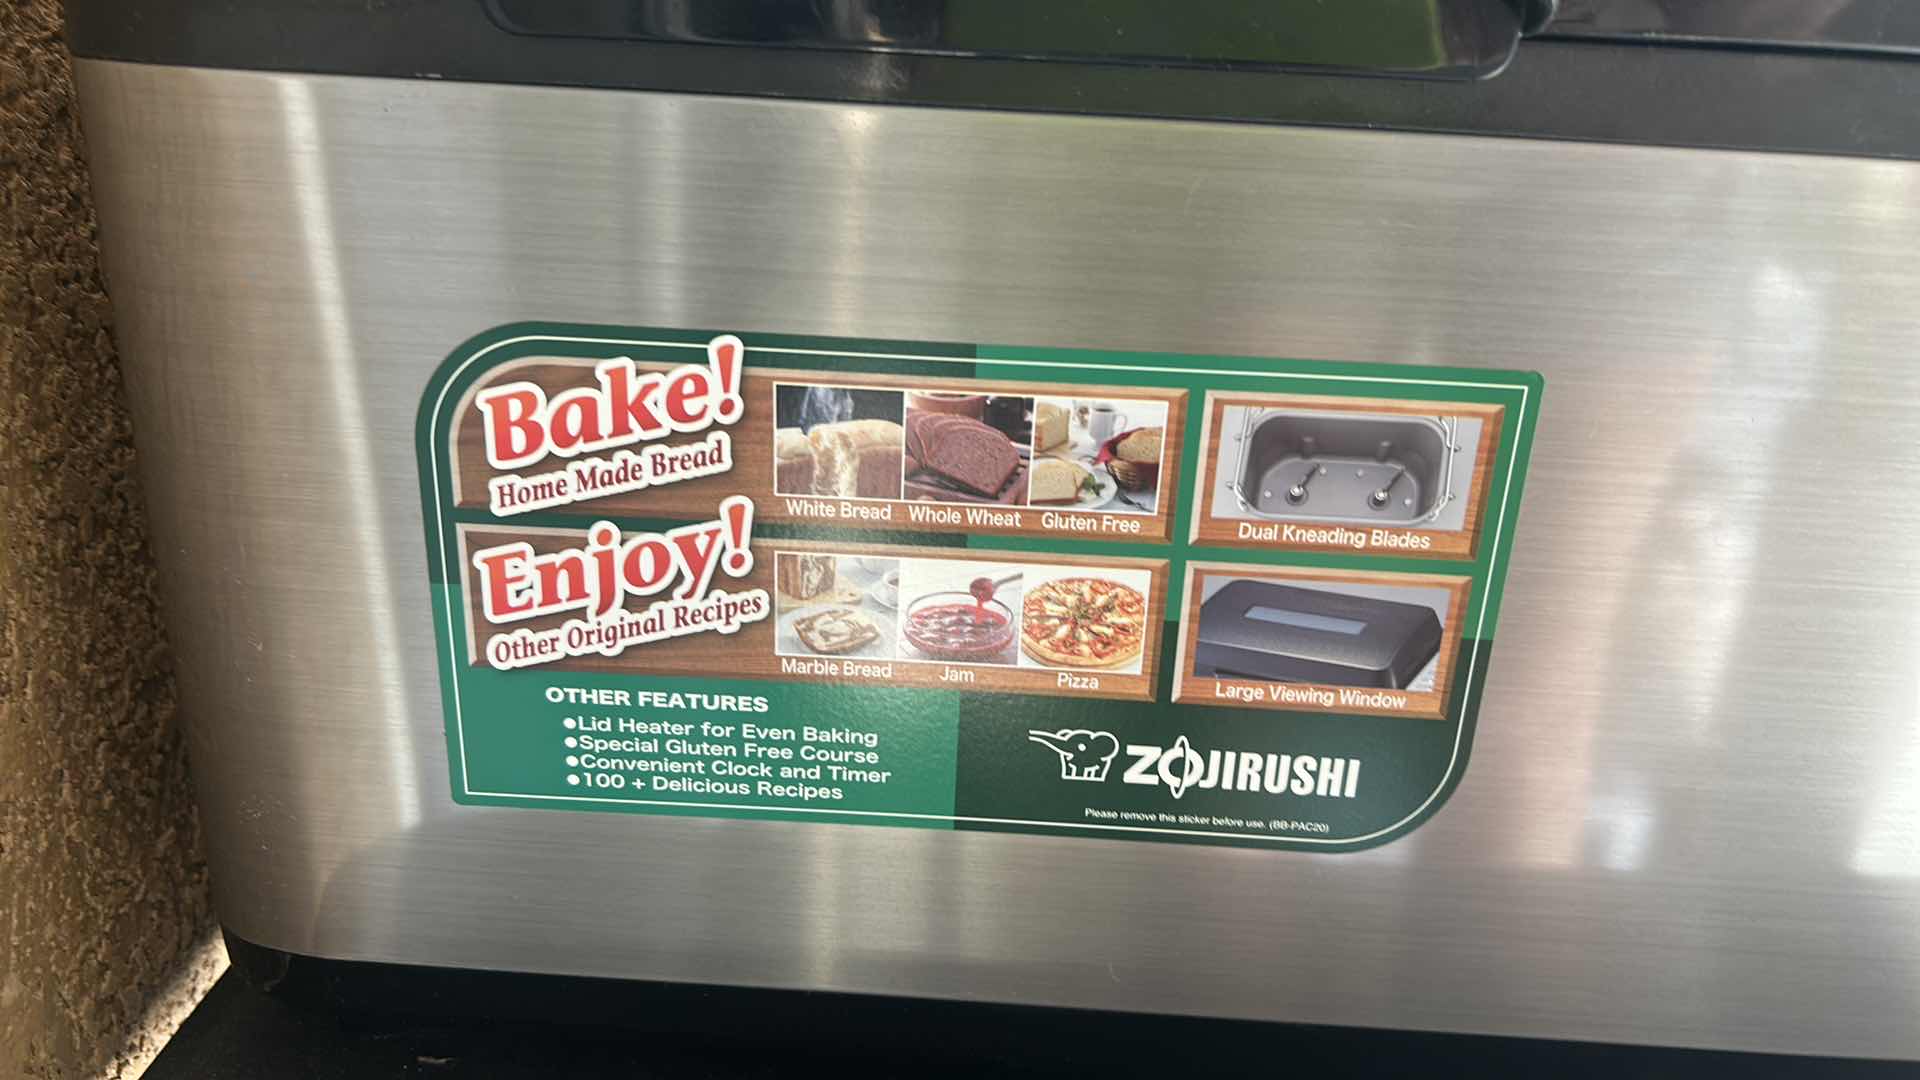 Bake!
Home Made Bread
White Bread Whole Wheat Gluten Free
Dual Kneading Blades
Enjoy!
Other Original Recipes
Marble Bread Jam Pizza
Large Viewing Window
OTHER FEATURES
●Lid Heater for Even Baking
●Special Gluten Free Course
●Convenient Clock and Timer
●100 + Delicious Recipes
ZOJIRUSHI
Please remove this sticker before use. (BB-PAC20)